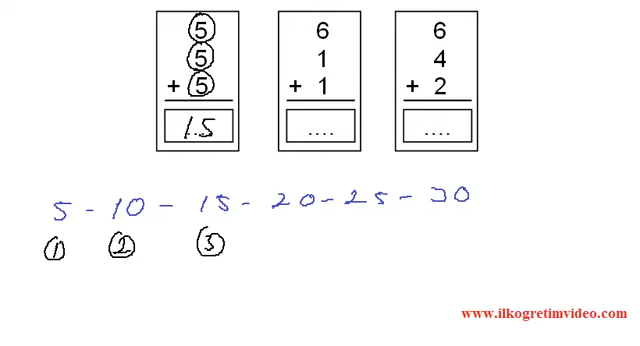 5 6 6
5 1 4
+ 5 + 1 + 2
15 .... ....
5 - 10 - 15 - 20 - 25 - 30
1 2 3
www.ilkogretimvideo.com